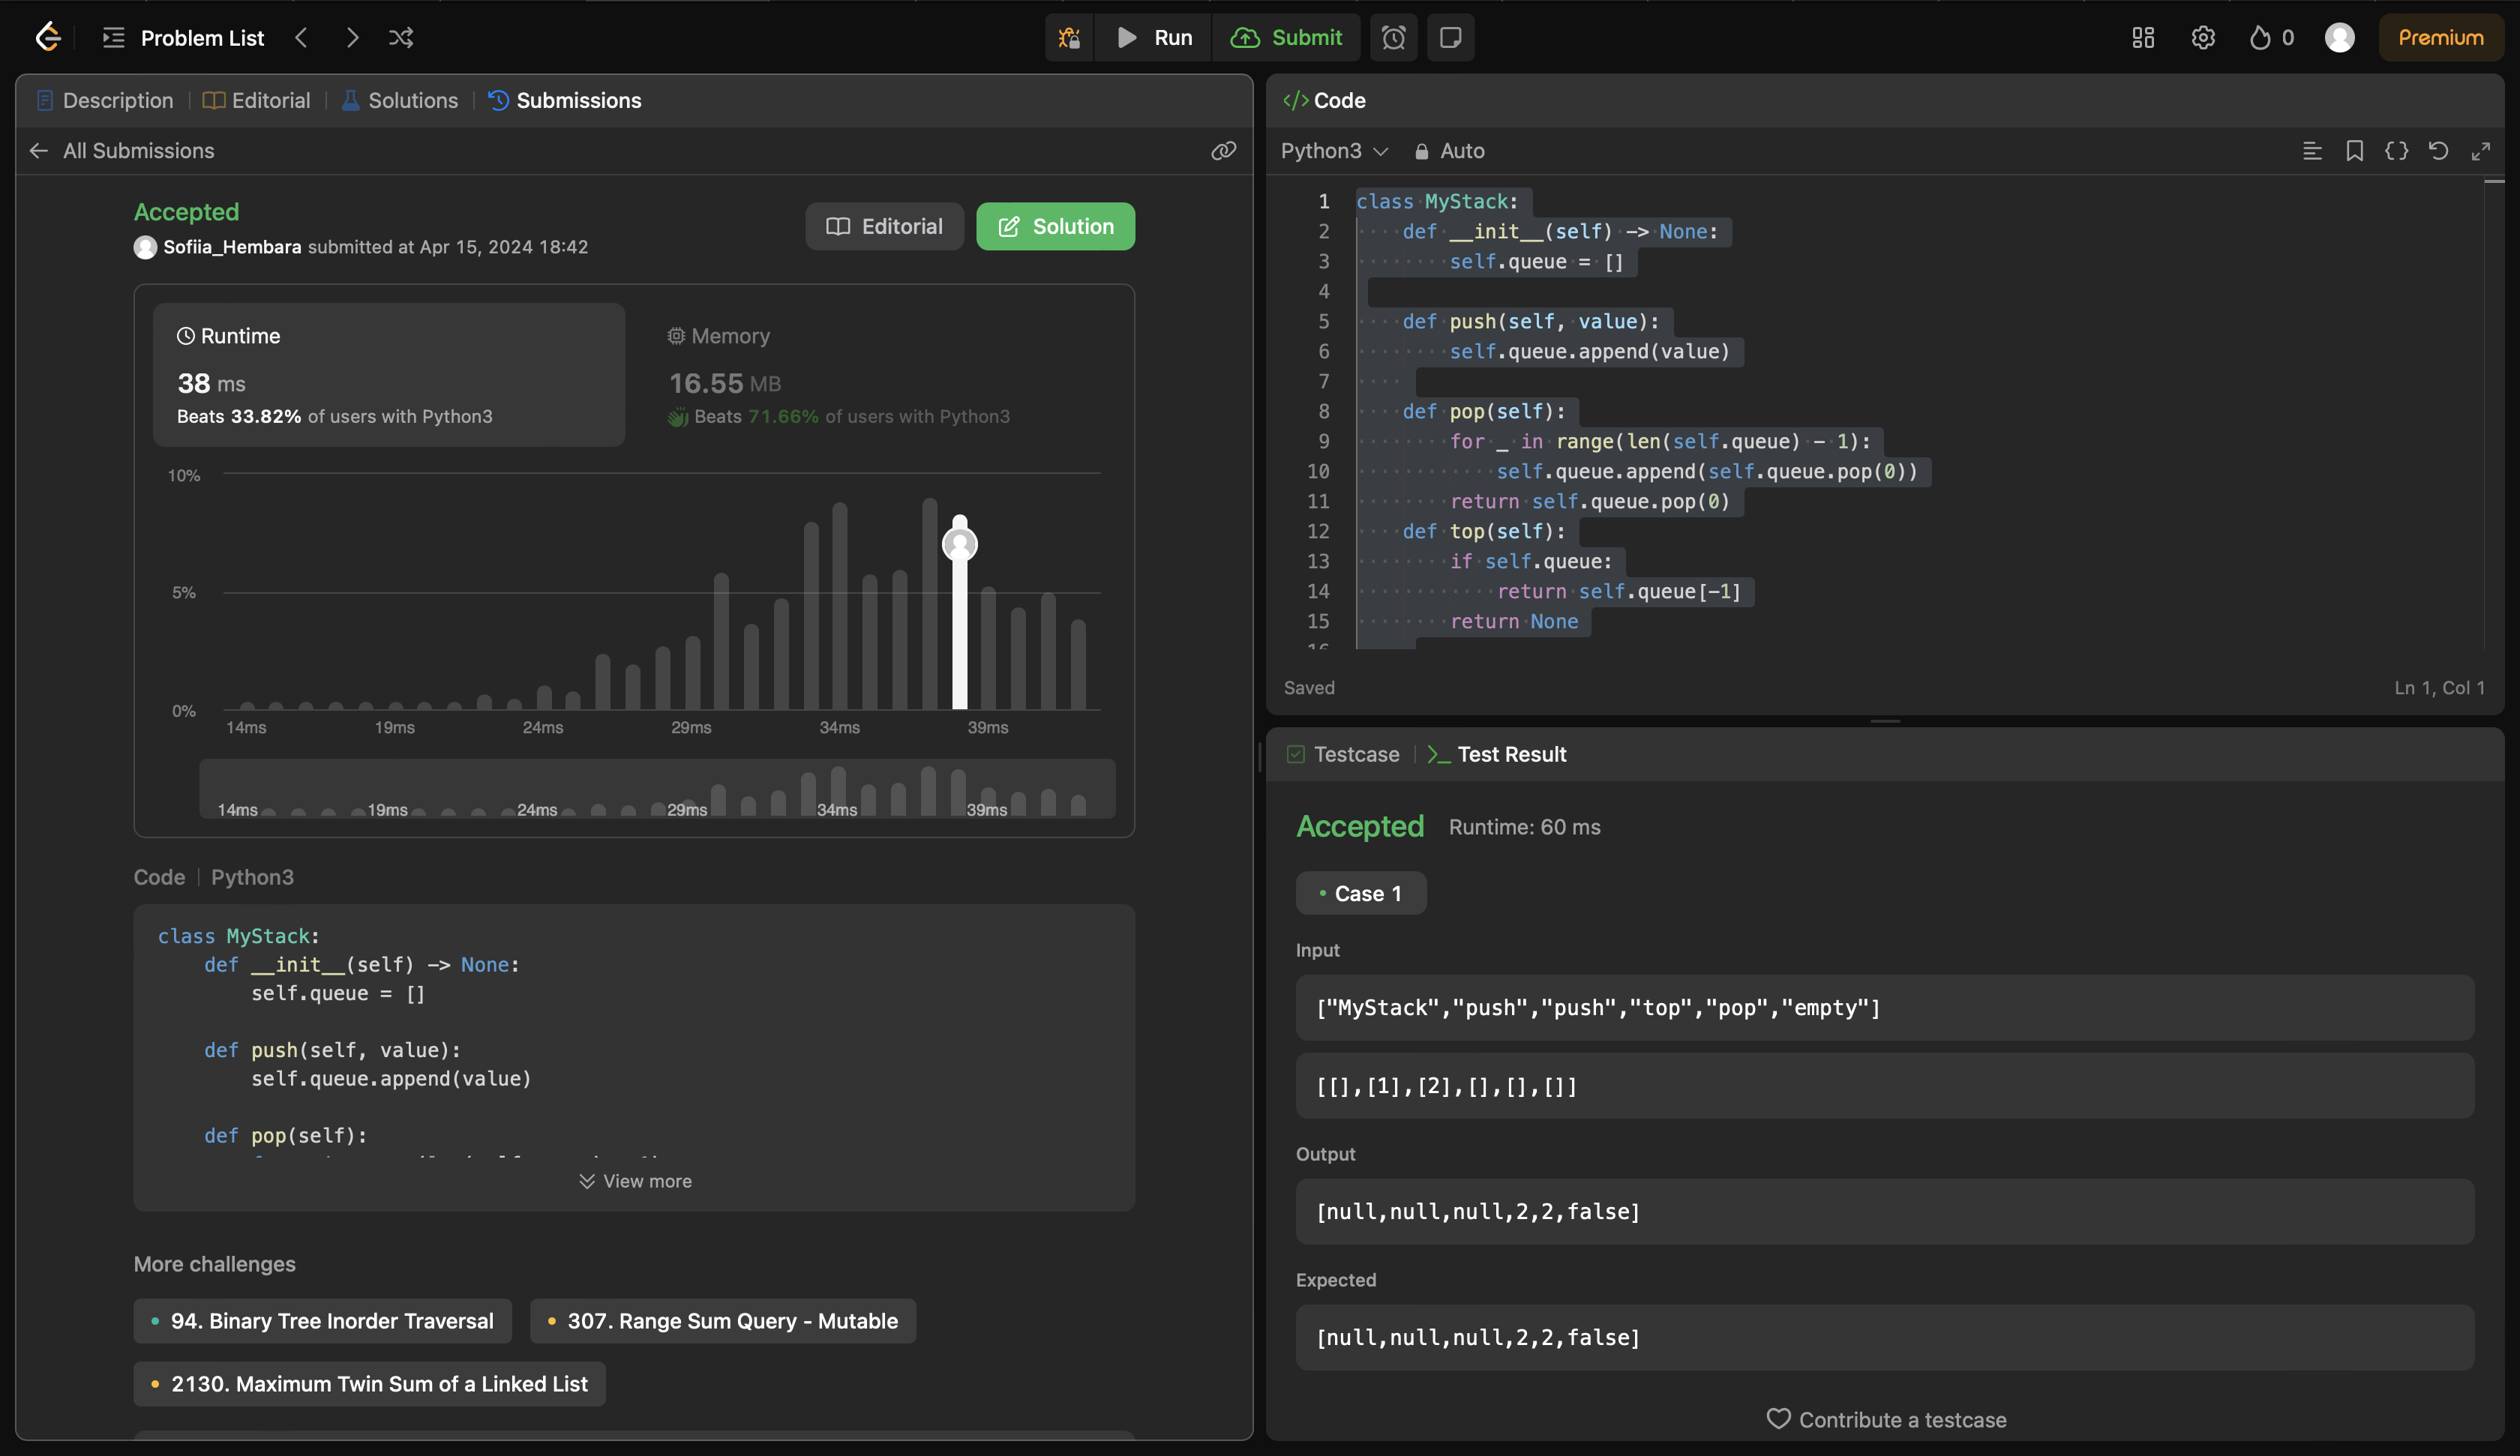 Problem List
Run
Submit
0
Premium
Description
Editorial
Solutions
Submissions
All Submissions
Accepted
Sofiia_Hembara submitted at Apr 15, 2024 18:42
Editorial
Solution
Runtime
38 ms
Beats 33.82% of users with Python3
Memory
16.55 MB
Beats 71.66% of users with Python3
10%
5%
0%
14ms 19ms 24ms 29ms 34ms 39ms
14ms 19ms 24ms 29ms 34ms 39ms
Code | Python3
class MyStack:
    def __init__(self) -> None:
        self.queue = []
    def push(self, value):
        self.queue.append(value)
    def pop(self):
View more
More challenges
94. Binary Tree Inorder Traversal
307. Range Sum Query - Mutable
2130. Maximum Twin Sum of a Linked List
</> Code
Python3
Auto
1 class MyStack:
2     def __init__(self) -> None:
3         self.queue = []
4
5     def push(self, value):
6         self.queue.append(value)
7
8     def pop(self):
9         for _ in range(len(self.queue) - 1):
10             self.queue.append(self.queue.pop(0))
11         return self.queue.pop(0)
12     def top(self):
13         if self.queue:
14             return self.queue[-1]
15         return None
16
Saved
Ln 1, Col 1
Testcase
Test Result
Accepted
Runtime: 60 ms
Case 1
Input
["MyStack","push","push","top","pop","empty"]
[[],[1],[2],[],[],[]]
Output
[null,null,null,2,2,false]
Expected
[null,null,null,2,2,false]
Contribute a testcase